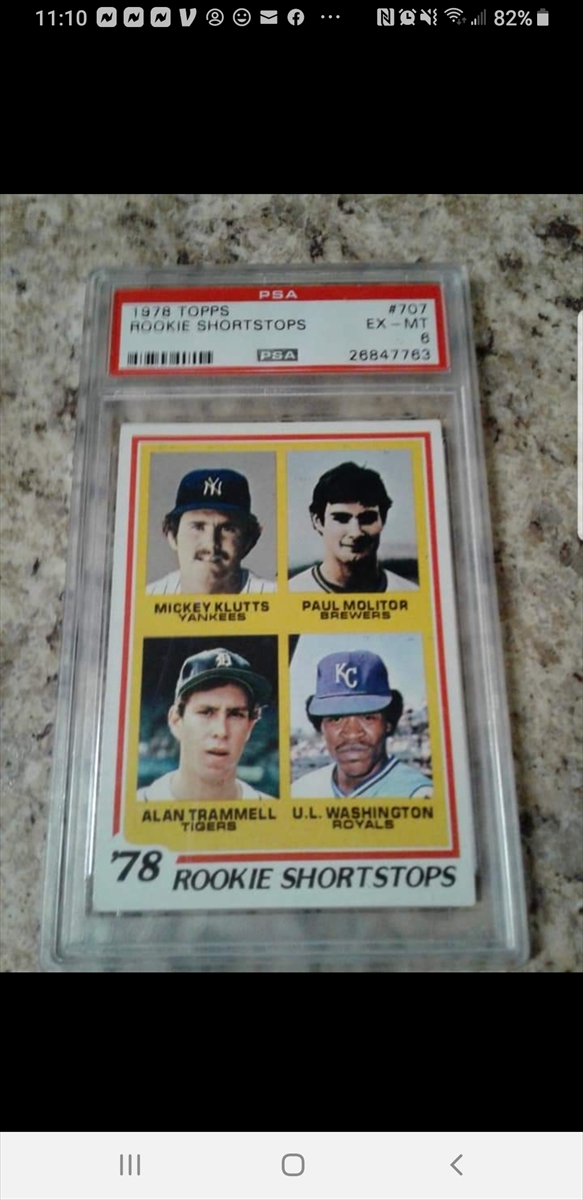 11:10
82%
PSA
1978 TOPPS #707
ROOKIE SHORTSTOPS EX-MT
6
PSA 26847763
NY
MICKEY KLUTTS PAUL MOLITOR
YANKEES BREWERS
KC
ALAN TRAMMELL U.L. WASHINGTON
TIGERS ROYALS
'78 ROOKIE SHORTSTOPS